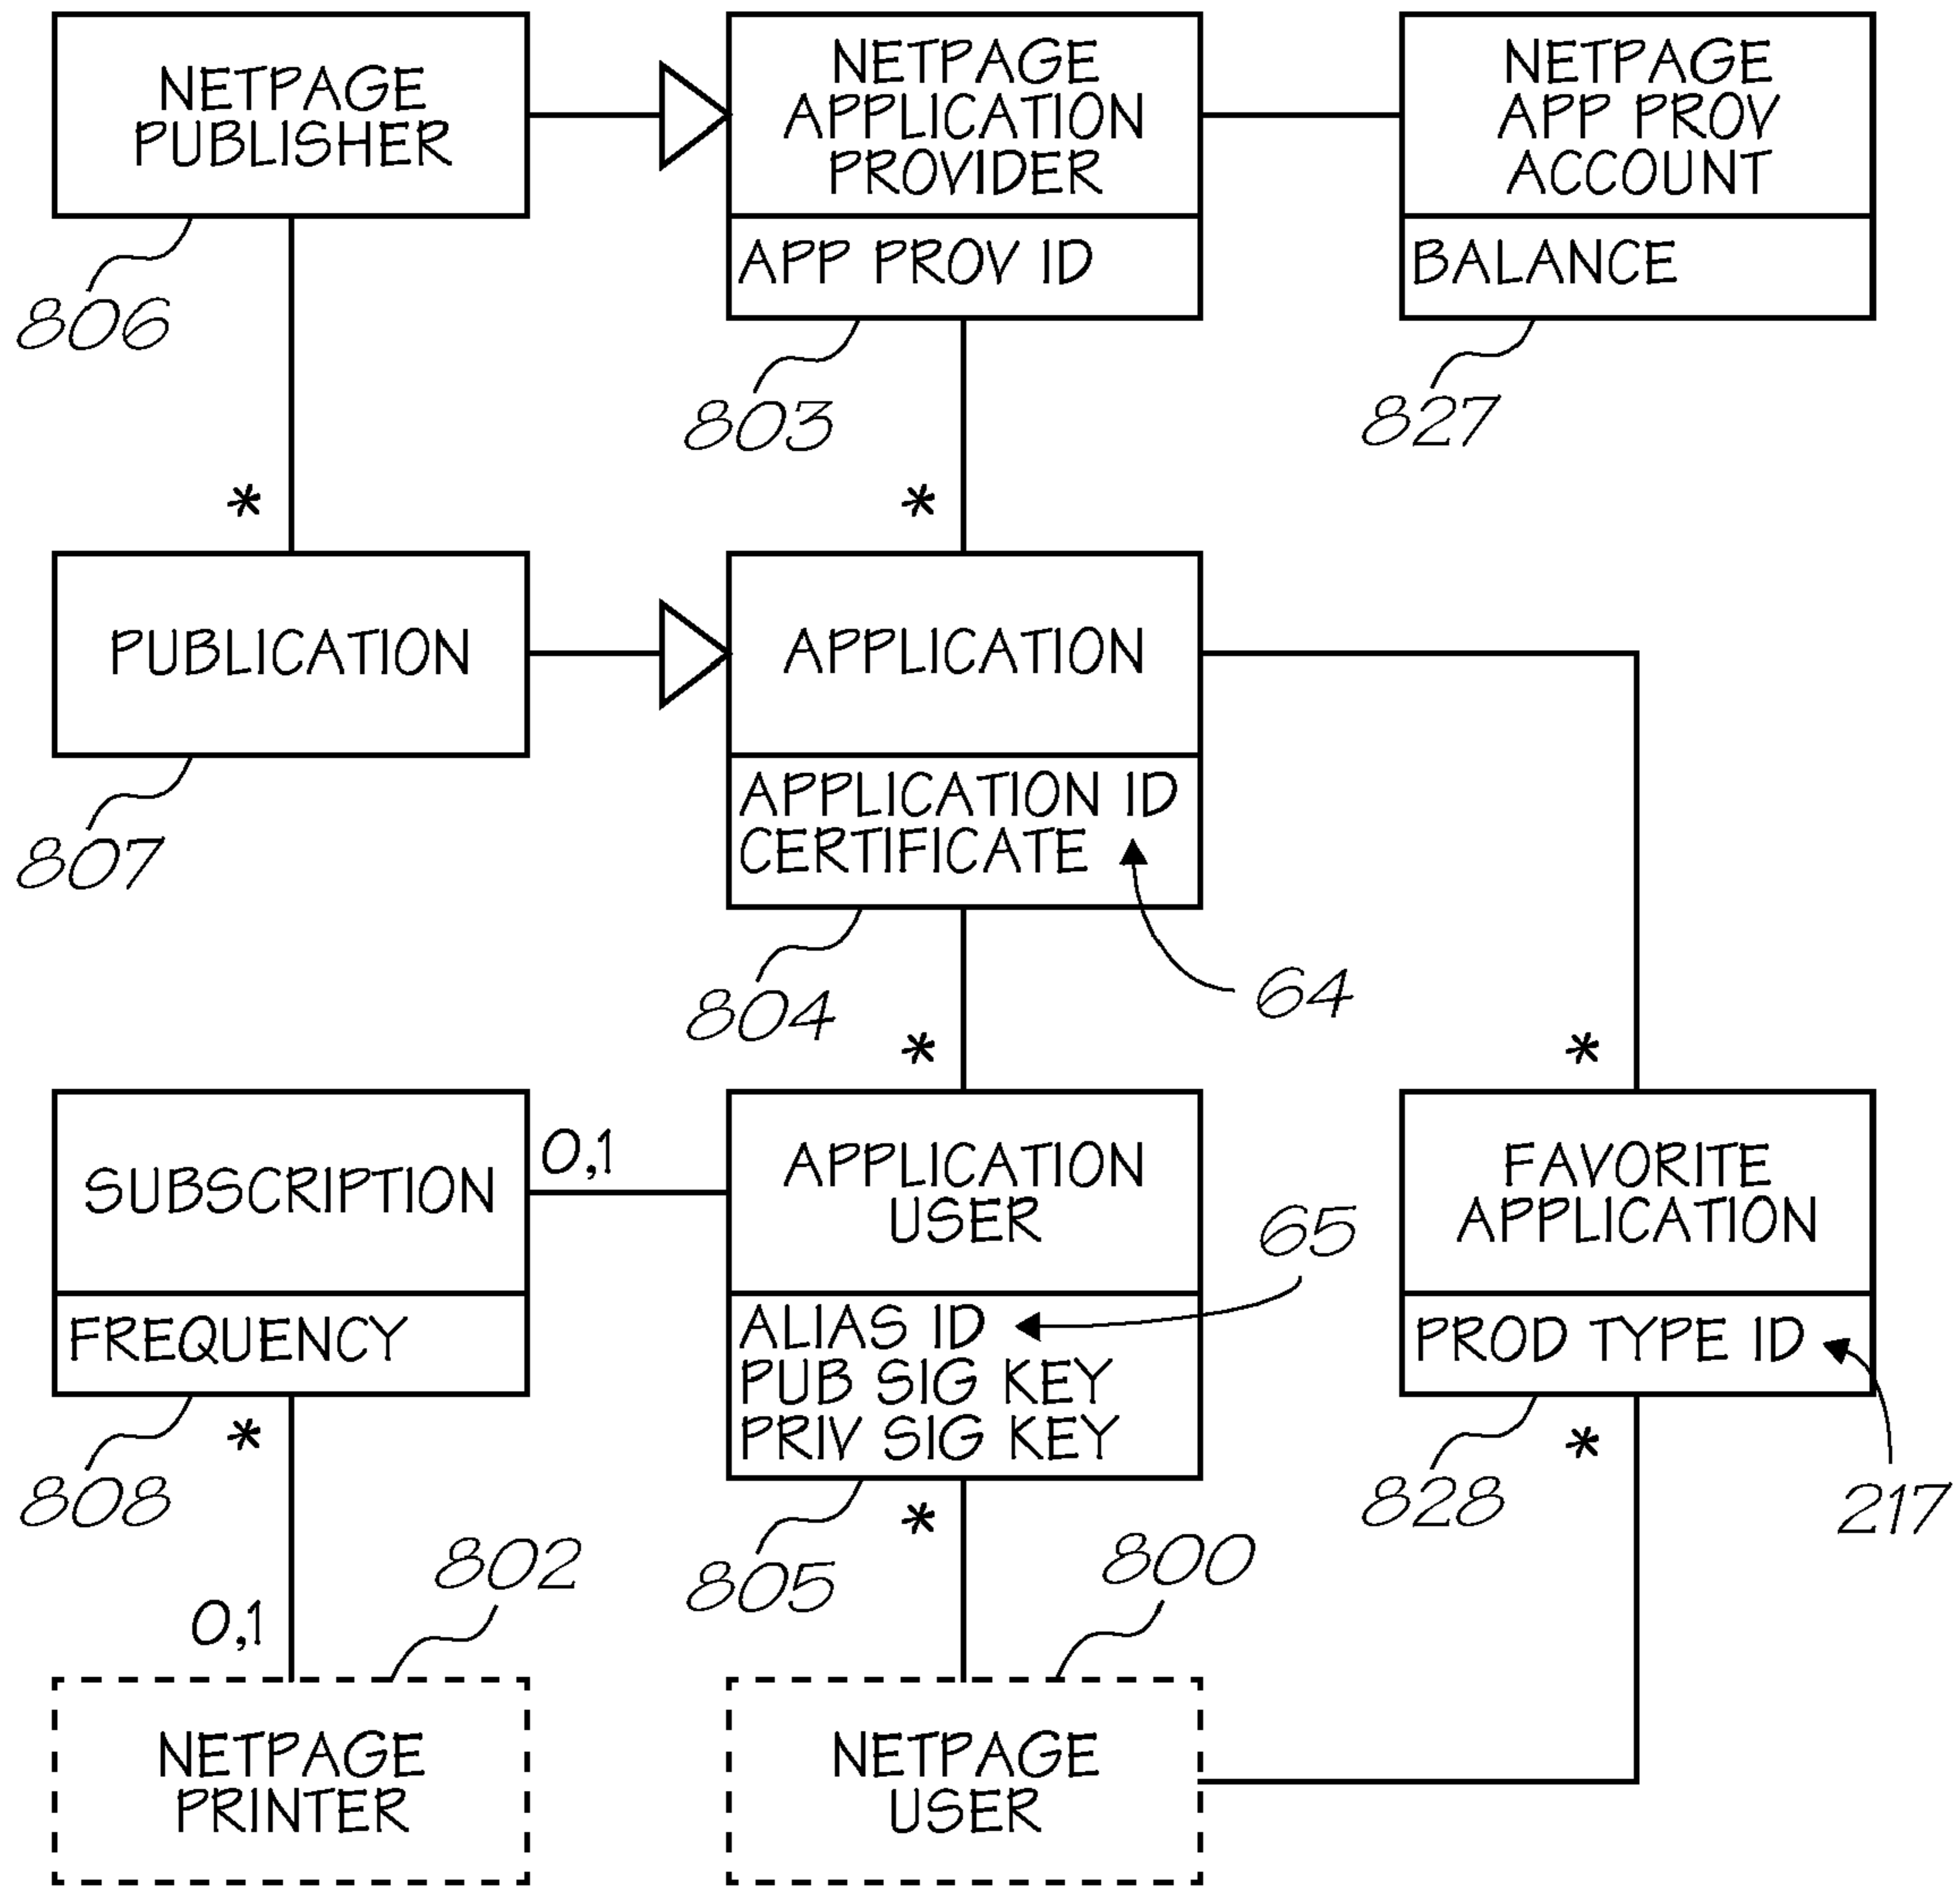 NETPAGE
PUBLISHER
NETPAGE
APPLICATION
PROVIDER
APP PROV ID
NETPAGE
APP PROV
ACCOUNT
BALANCE
806
803
827
*
*
PUBLICATION
APPLICATION
APPLICATION ID
CERTIFICATE
807
804
64
*
*
SUBSCRIPTION
FREQUENCY
0,1
APPLICATION
USER
ALIAS ID
PUB SIG KEY
PRIV SIG KEY
65
FAVORITE
APPLICATION
PROD TYPE ID
808
*
802
805
*
800
828
*
217
0,1
NETPAGE
PRINTER
NETPAGE
USER